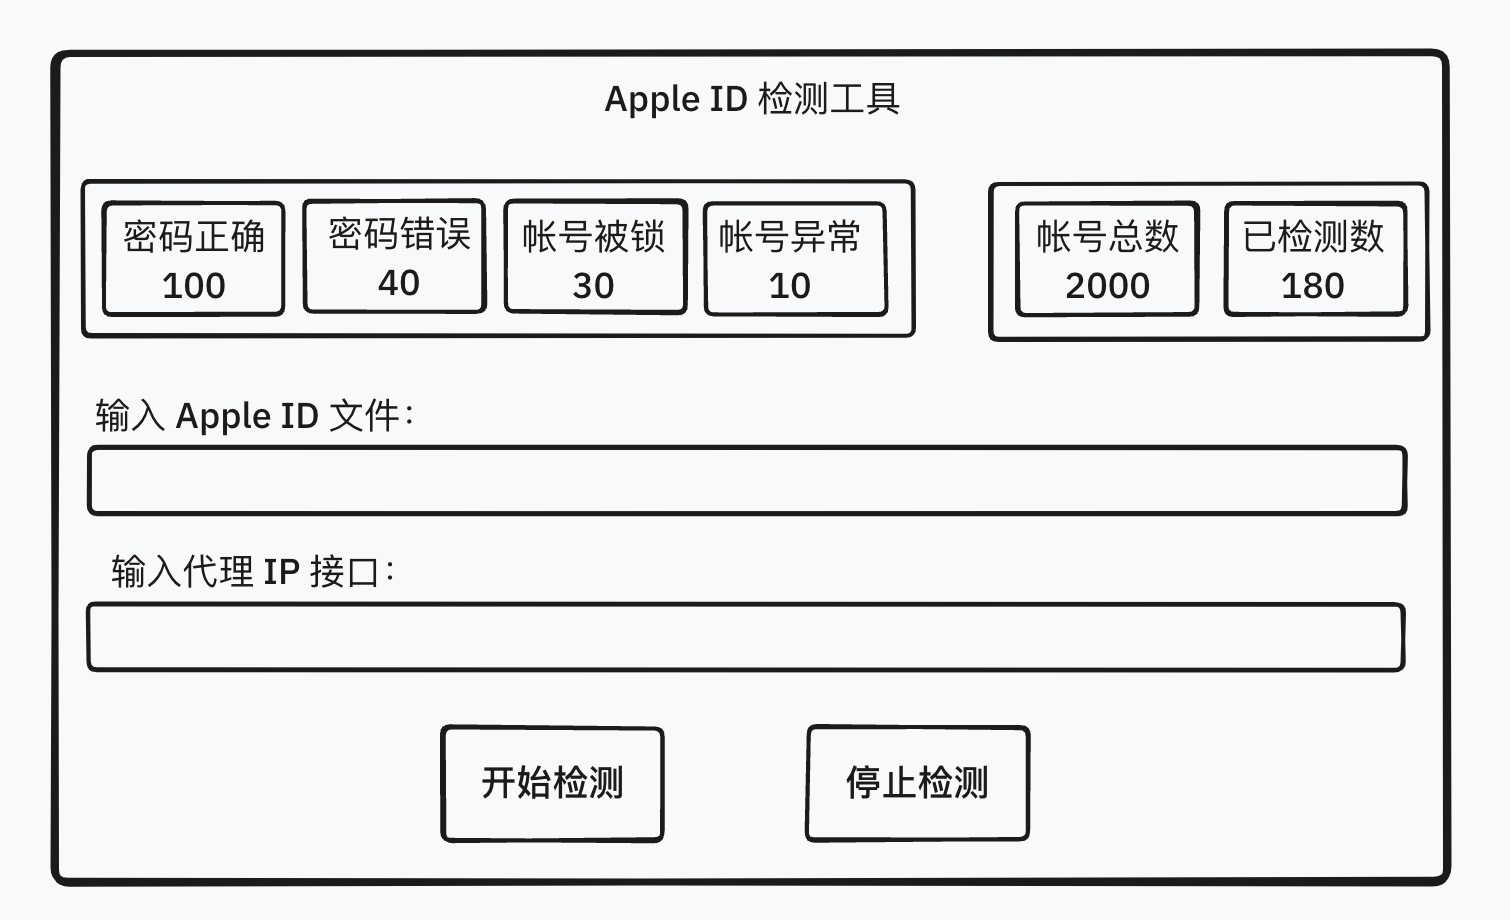 Apple ID 检测工具
密码正确
100
密码错误
40
帐号被锁
30
帐号异常
10
帐号总数
2000
已检测数
180
输入 Apple ID 文件：
输入代理 IP 接口：
开始检测
停止检测